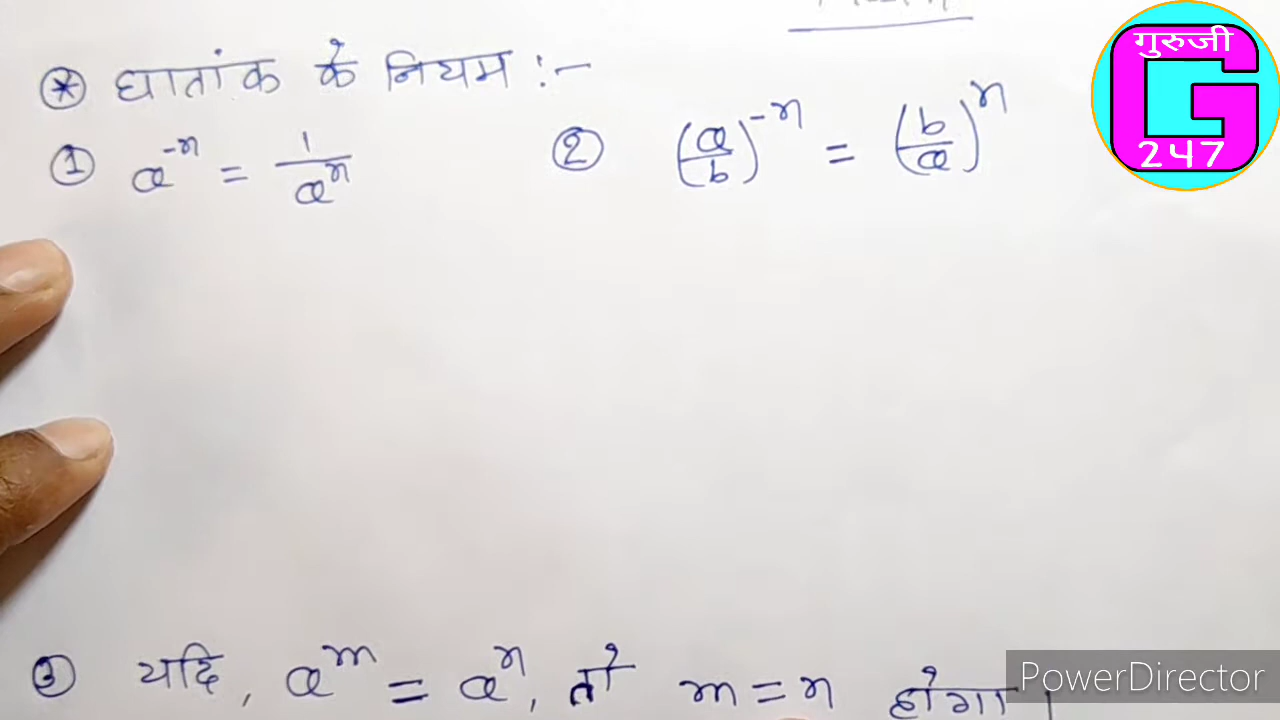 गुरुजी
G
247
⊛ घातांक के नियम :-
① a⁻ⁿ = 1/aⁿ ② (a/b)⁻ⁿ = (b/a)ⁿ
③ यदि, aᵐ = aⁿ, तो m = n होगा।
PowerDirector